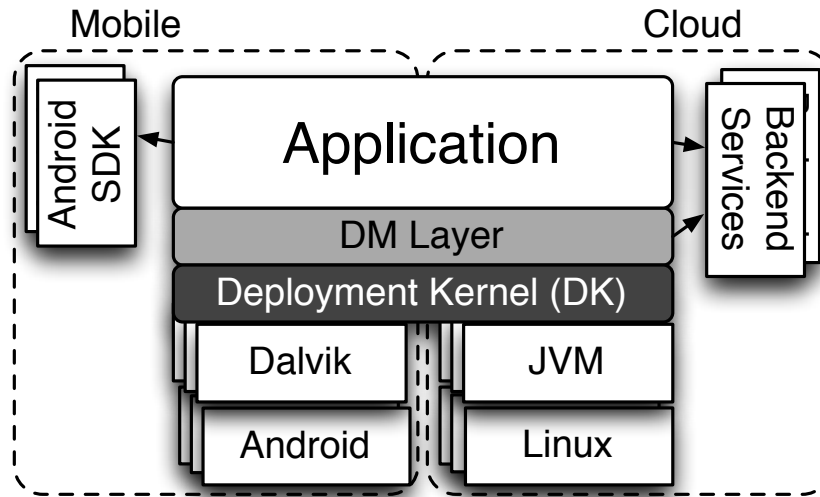 Mobile
Cloud
Android
SDK
Application
Backend
Services
DM Layer
Deployment Kernel (DK)
Dalvik
JVM
Android
Linux